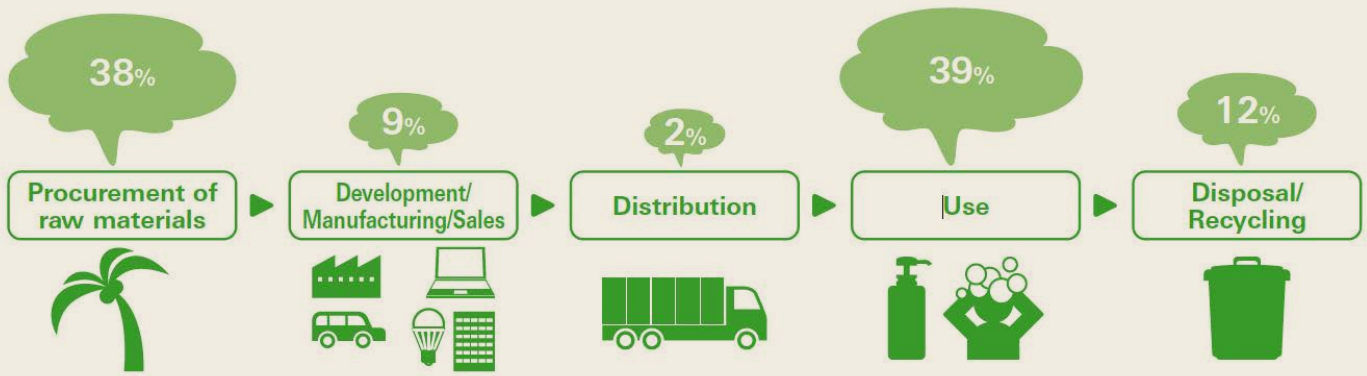 38%
9%
2%
39%
12%
Procurement of
raw materials
Development/
Manufacturing/Sales
Distribution
Use
Disposal/
Recycling